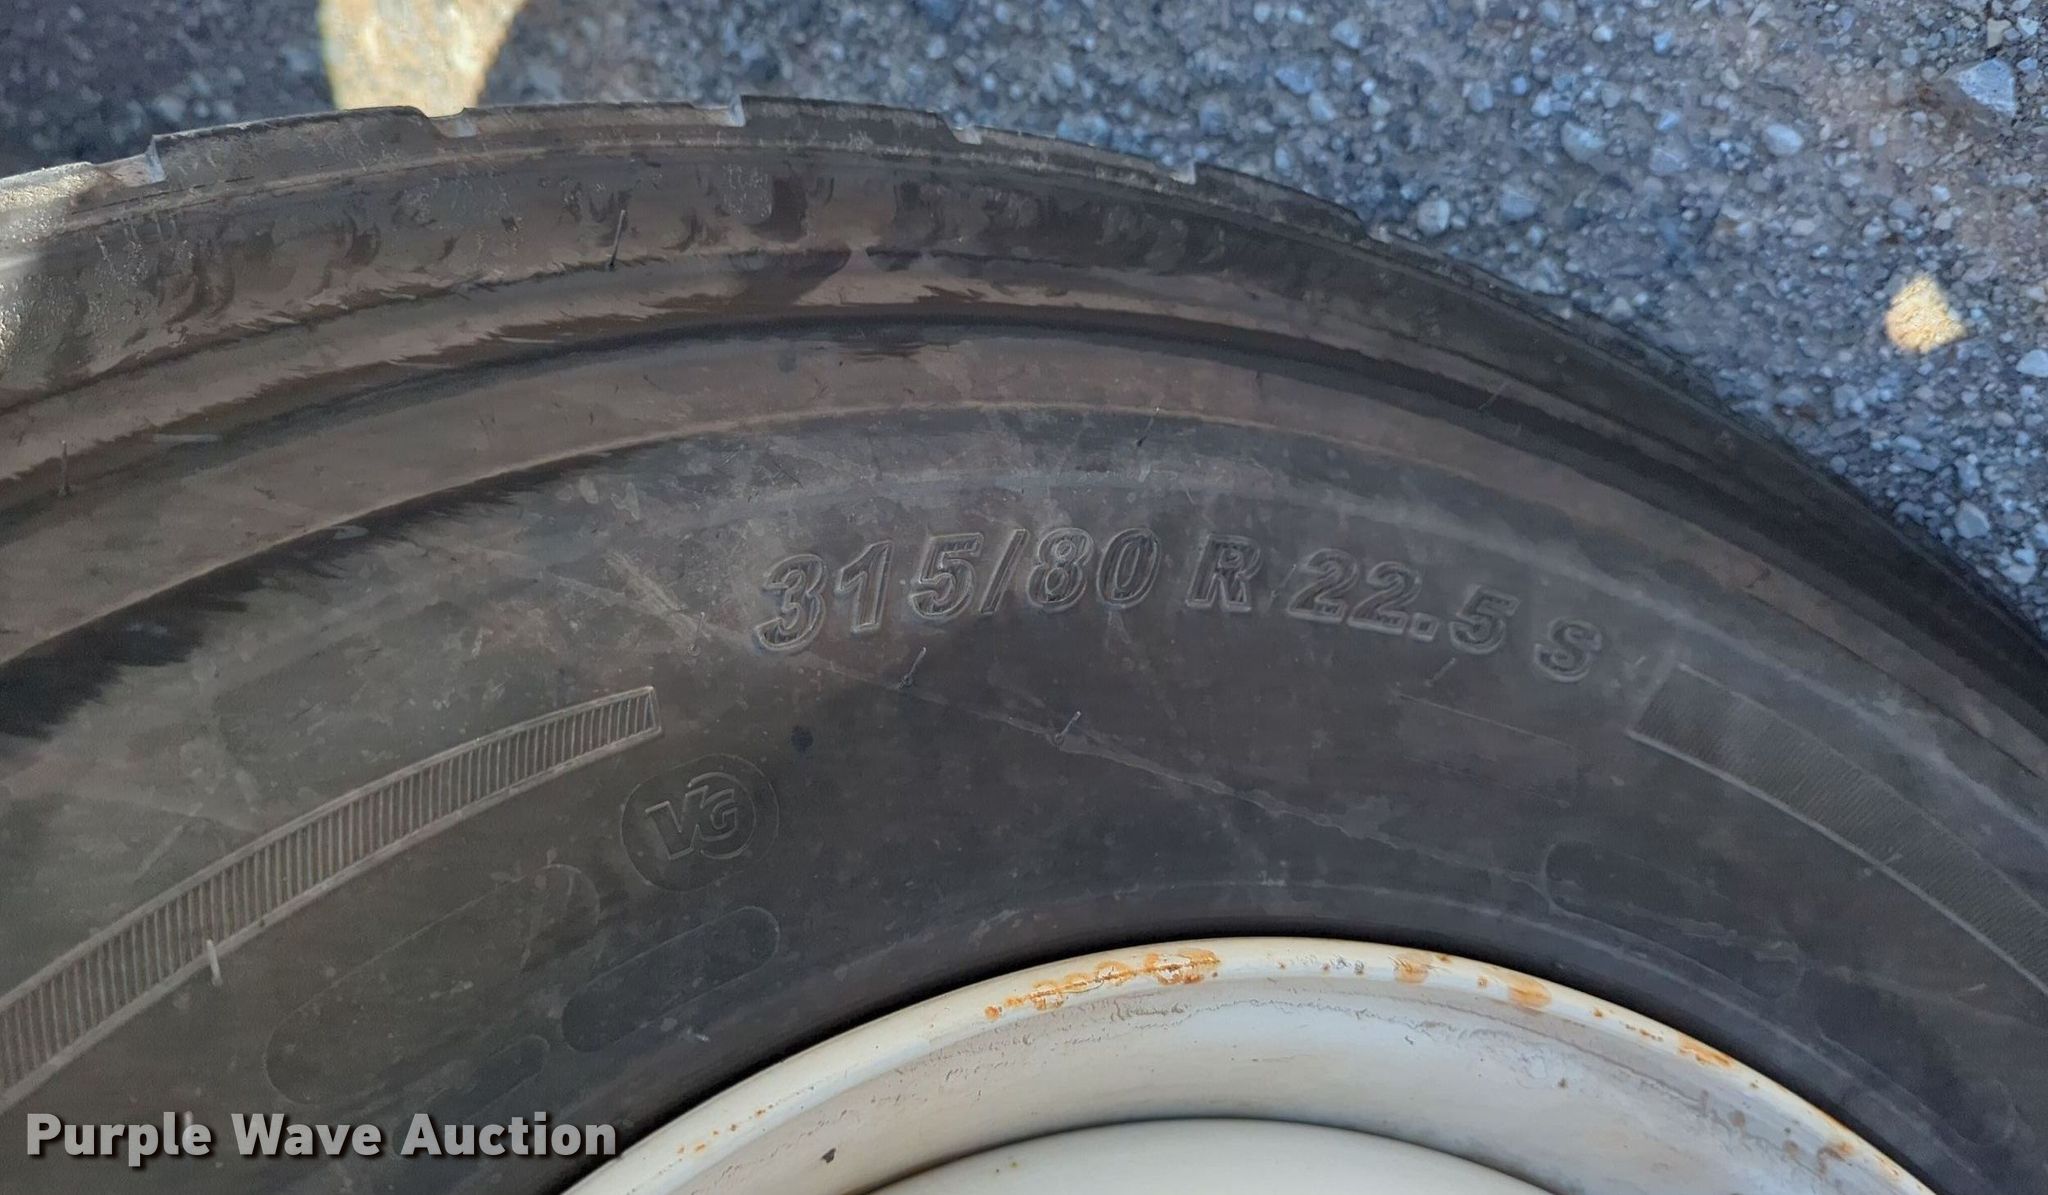 315/80 R 22.5 S
VG
Purple Wave Auction